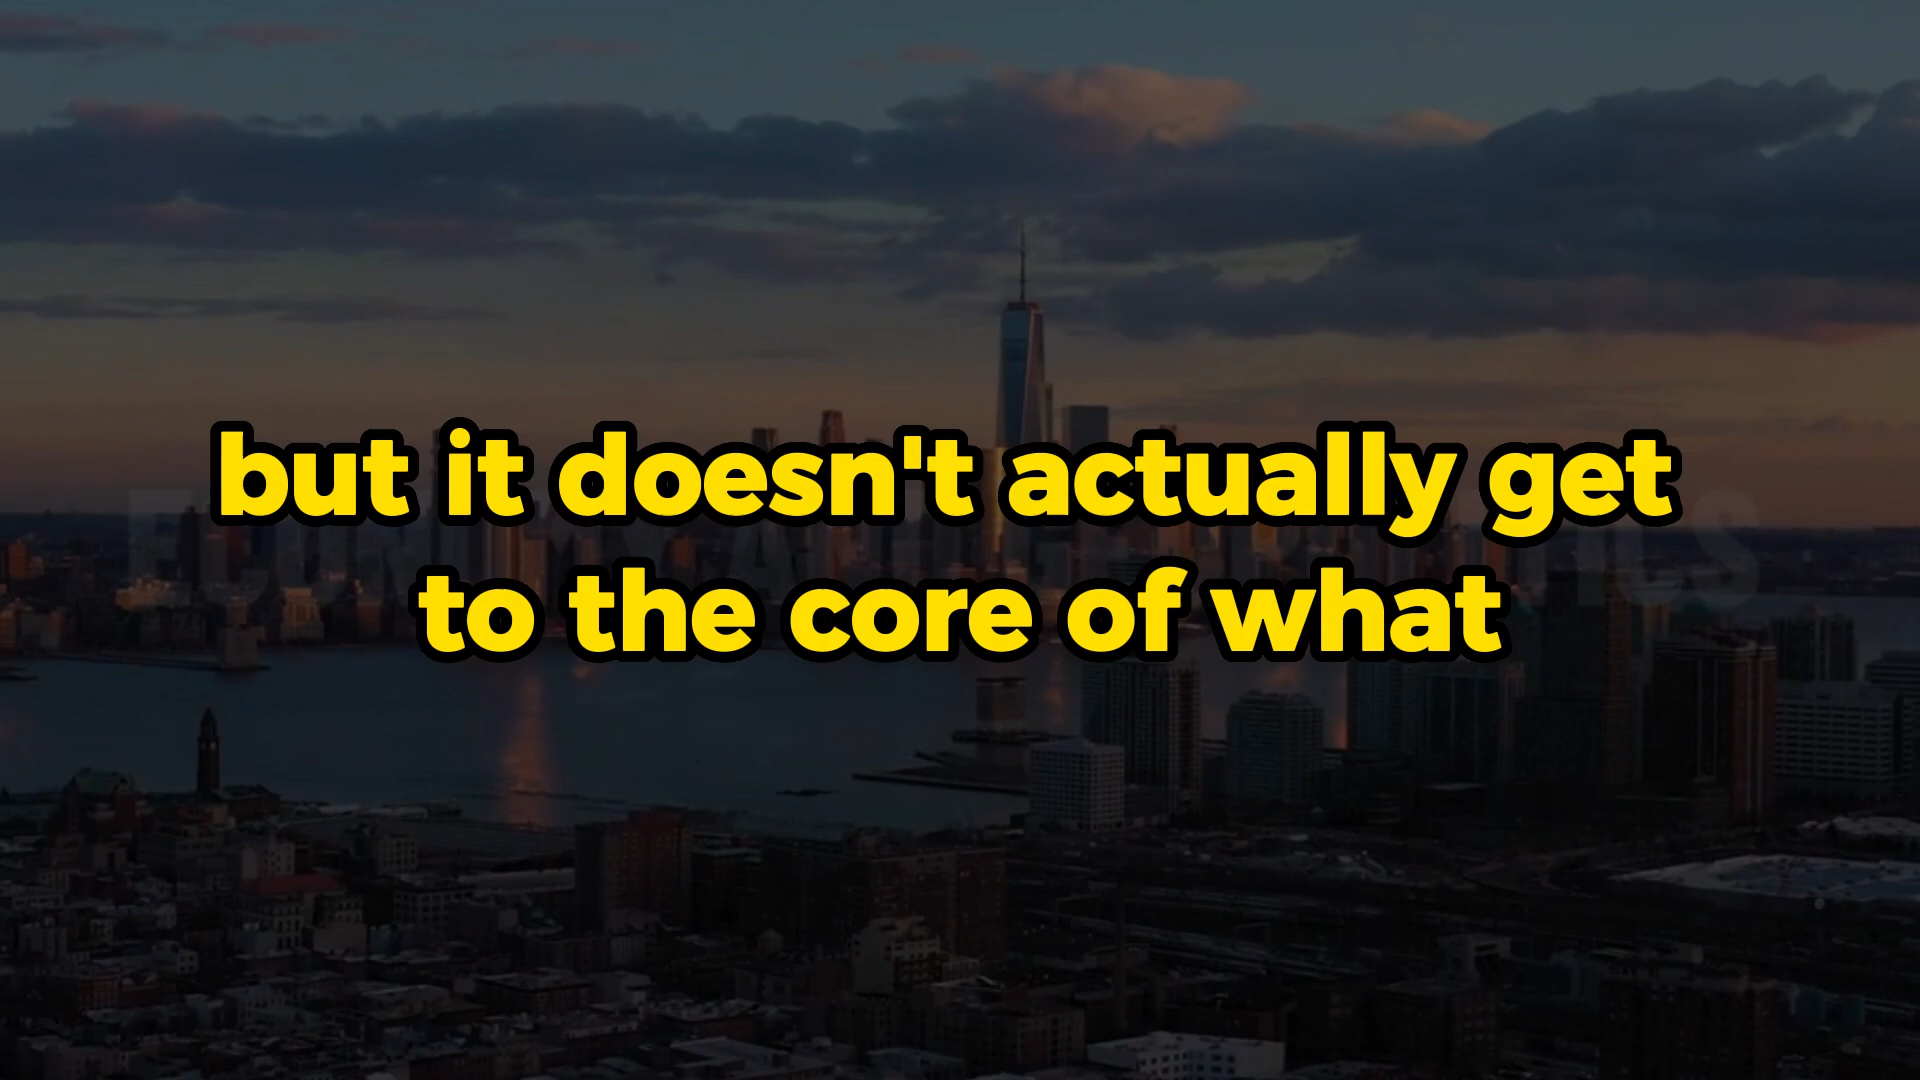 but it doesn't actually get
to the core of what